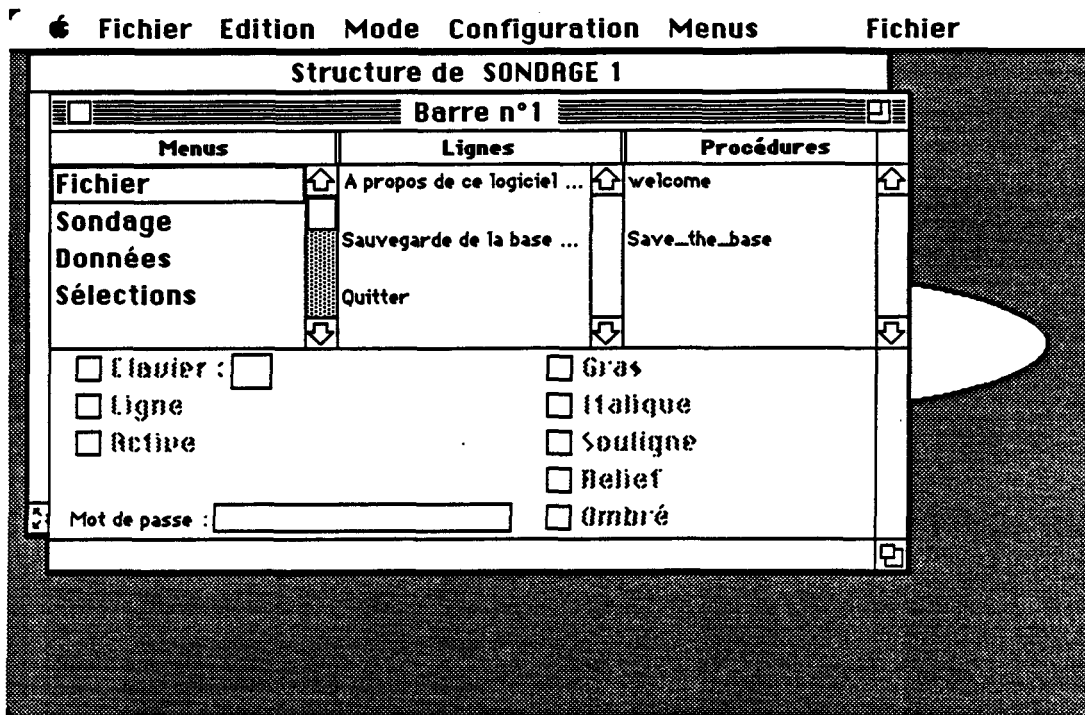 Fichier Edition Mode Configuration Menus Fichier
Structure de SONDAGE 1
Barre n°1
Menus Lignes Procédures
Fichier A propos de ce logiciel ... welcome
Sondage
Sauvegarde de la base ... Save_the_base
Données
Sélections Quitter
Clavier : Gras
Ligne Italique
Active Souligne
Relief
Mot de passe : Ombré